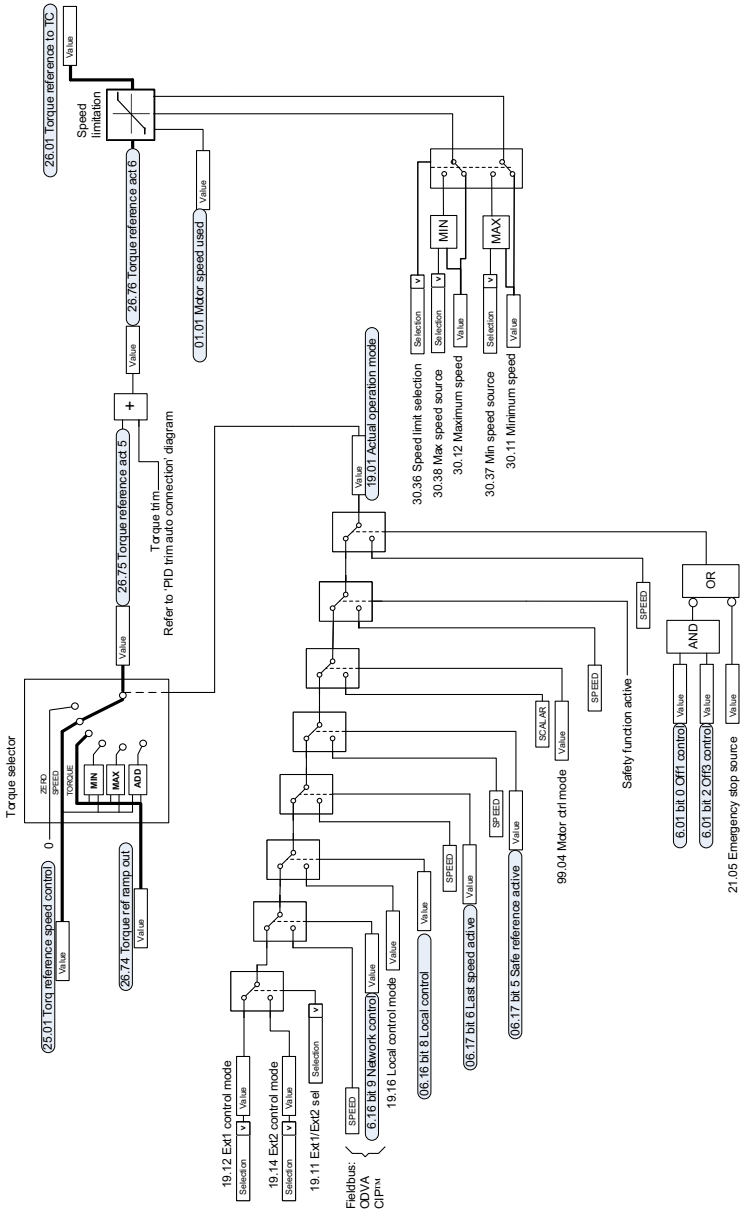 Torque selector
25.01 Torq reference speed control
Value
0
ZERO
SPEED
TORQUE
MIN
MAX
ADD
26.74 Torque ref ramp out
Value
Value
26.75 Torque reference act 5
+
Torque trim
Refer to 'PID trim auto connection' diagram
Value
26.76 Torque reference act 6
01.01 Motor speed used
Value
Speed
limitation
26.01 Torque reference to TC
Value
19.12 Ext1 control mode
Selection
v
Value
19.14 Ext2 control mode
Selection
v
Value
19.11 Ext1/Ext2 sel
Selection
v
Fieldbus:
ODVA
CIP™
SPEED
6.16 bit 9 Network control
Value
19.16 Local control mode
Value
06.16 bit 8 Local control
Value
SPEED
06.17 bit 6 Last speed active
Value
SPEED
06.17 bit 5 Safe reference active
Value
SCALAR
99.04 Motor ctrl mode
Value
SPEED
Safety function active
SPEED
6.01 bit 0 Off1 control
Value
6.01 bit 2 Off3 control
Value
AND
21.05 Emergency stop source
Value
OR
Value
19.01 Actual operation mode
30.36 Speed limit selection
Selection
v
30.38 Max speed source
Selection
v
30.12 Maximum speed
Value
MIN
30.37 Min speed source
Selection
v
30.11 Minimum speed
Value
MAX